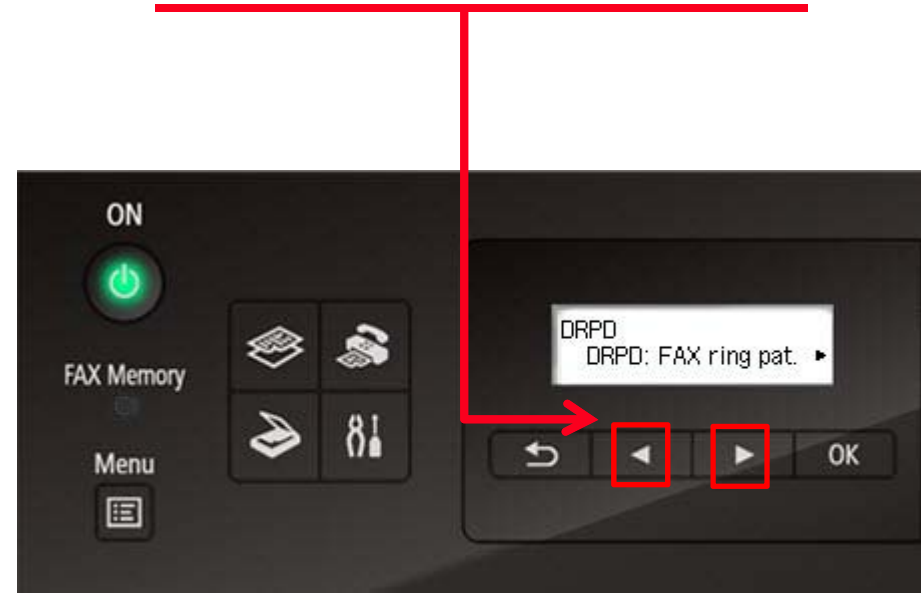 ON
FAX Memory
Menu
DRPD
DRPD: FAX ring pat.
OK